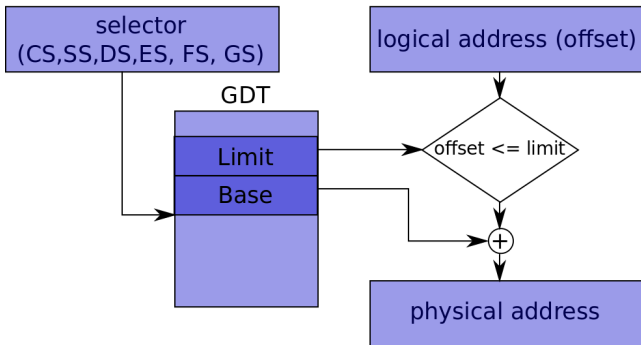 selector
(CS,SS,DS,ES, FS, GS)
logical address (offset)
GDT
Limit
offset <= limit
Base
+
physical address